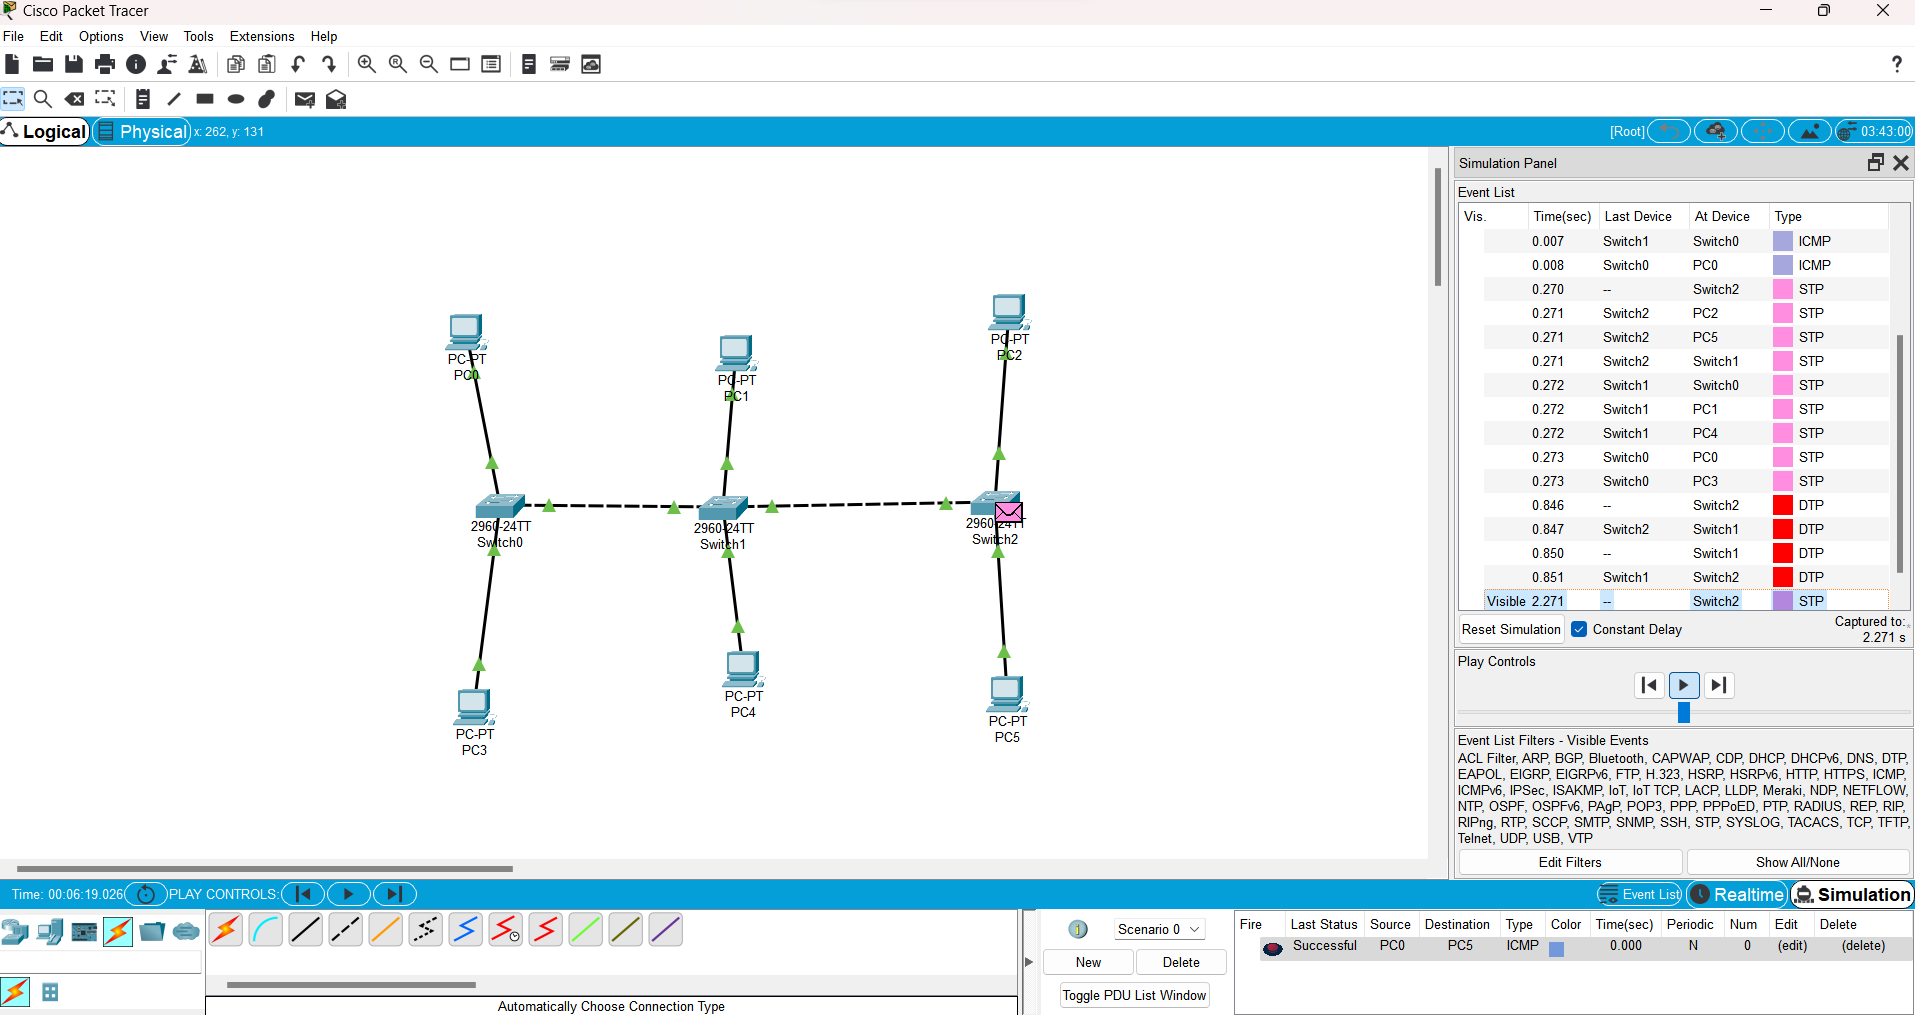 Cisco Packet Tracer
File Edit Options View Tools Extensions Help
Logical Physical x: 262, y: 131 [Root] 03:43:00
PC-PT
PC0
PC-PT
PC1
PC-PT
PC2
2960-24TT
Switch0
2960-24TT
Switch1
2960-24TT
Switch2
PC-PT
PC3
PC-PT
PC4
PC-PT
PC5
Simulation Panel
Event List
Vis. Time(sec) Last Device At Device Type
0.007 Switch1 Switch0 ICMP
0.008 Switch0 PC0 ICMP
0.270 -- Switch2 STP
0.271 Switch2 PC2 STP
0.271 Switch2 PC5 STP
0.271 Switch2 Switch1 STP
0.272 Switch1 Switch0 STP
0.272 Switch1 PC1 STP
0.272 Switch1 PC4 STP
0.273 Switch0 PC0 STP
0.273 Switch0 PC3 STP
0.846 -- Switch2 DTP
0.847 Switch2 Switch1 DTP
0.850 -- Switch1 DTP
0.851 Switch1 Switch2 DTP
Visible 2.271 -- Switch2 STP
Reset Simulation Constant Delay Captured to:
2.271 s
Play Controls
Event List Filters - Visible Events
ACL Filter, ARP, BGP, Bluetooth, CAPWAP, CDP, DHCP, DHCPv6, DNS, DTP,
EAPOL, EIGRP, EIGRPv6, FTP, H.323, HSRP, HSRPv6, HTTP, HTTPS, ICMP,
ICMPv6, IPSec, ISAKMP, IoT, IoT TCP, LACP, LLDP, Meraki, NDP, NETFLOW,
NTP, OSPF, OSPFv6, PAgP, POP3, PPP, PPPoED, PTP, RADIUS, REP, RIP,
RIPng, RTP, SCCP, SMTP, SNMP, SSH, STP, SYSLOG, TACACS, TCP, TFTP,
Telnet, UDP, USB, VTP
Edit Filters Show All/None
Time: 00:06:19.026 PLAY CONTROLS: Event List Realtime Simulation
Scenario 0
New Delete
Toggle PDU List Window
Fire Last Status Source Destination Type Color Time(sec) Periodic Num Edit Delete
Successful PC0 PC5 ICMP 0.000 N 0 (edit) (delete)
Automatically Choose Connection Type